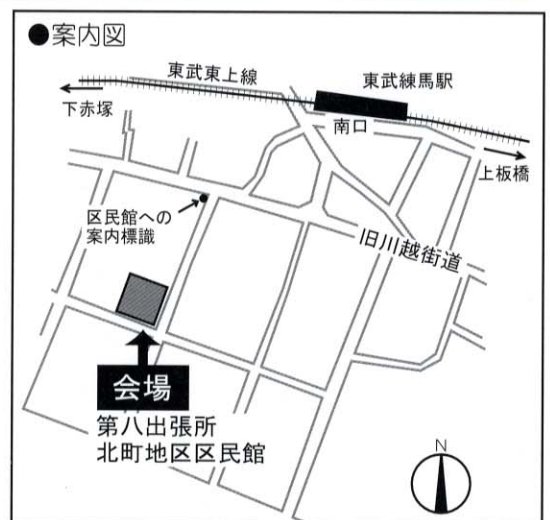 ●案内図
東武東上線
東武練馬駅
下赤塚
南口
上板橋
区民館への
案内標識
旧川越街道
会場
第八出張所
北町地区区民館
N